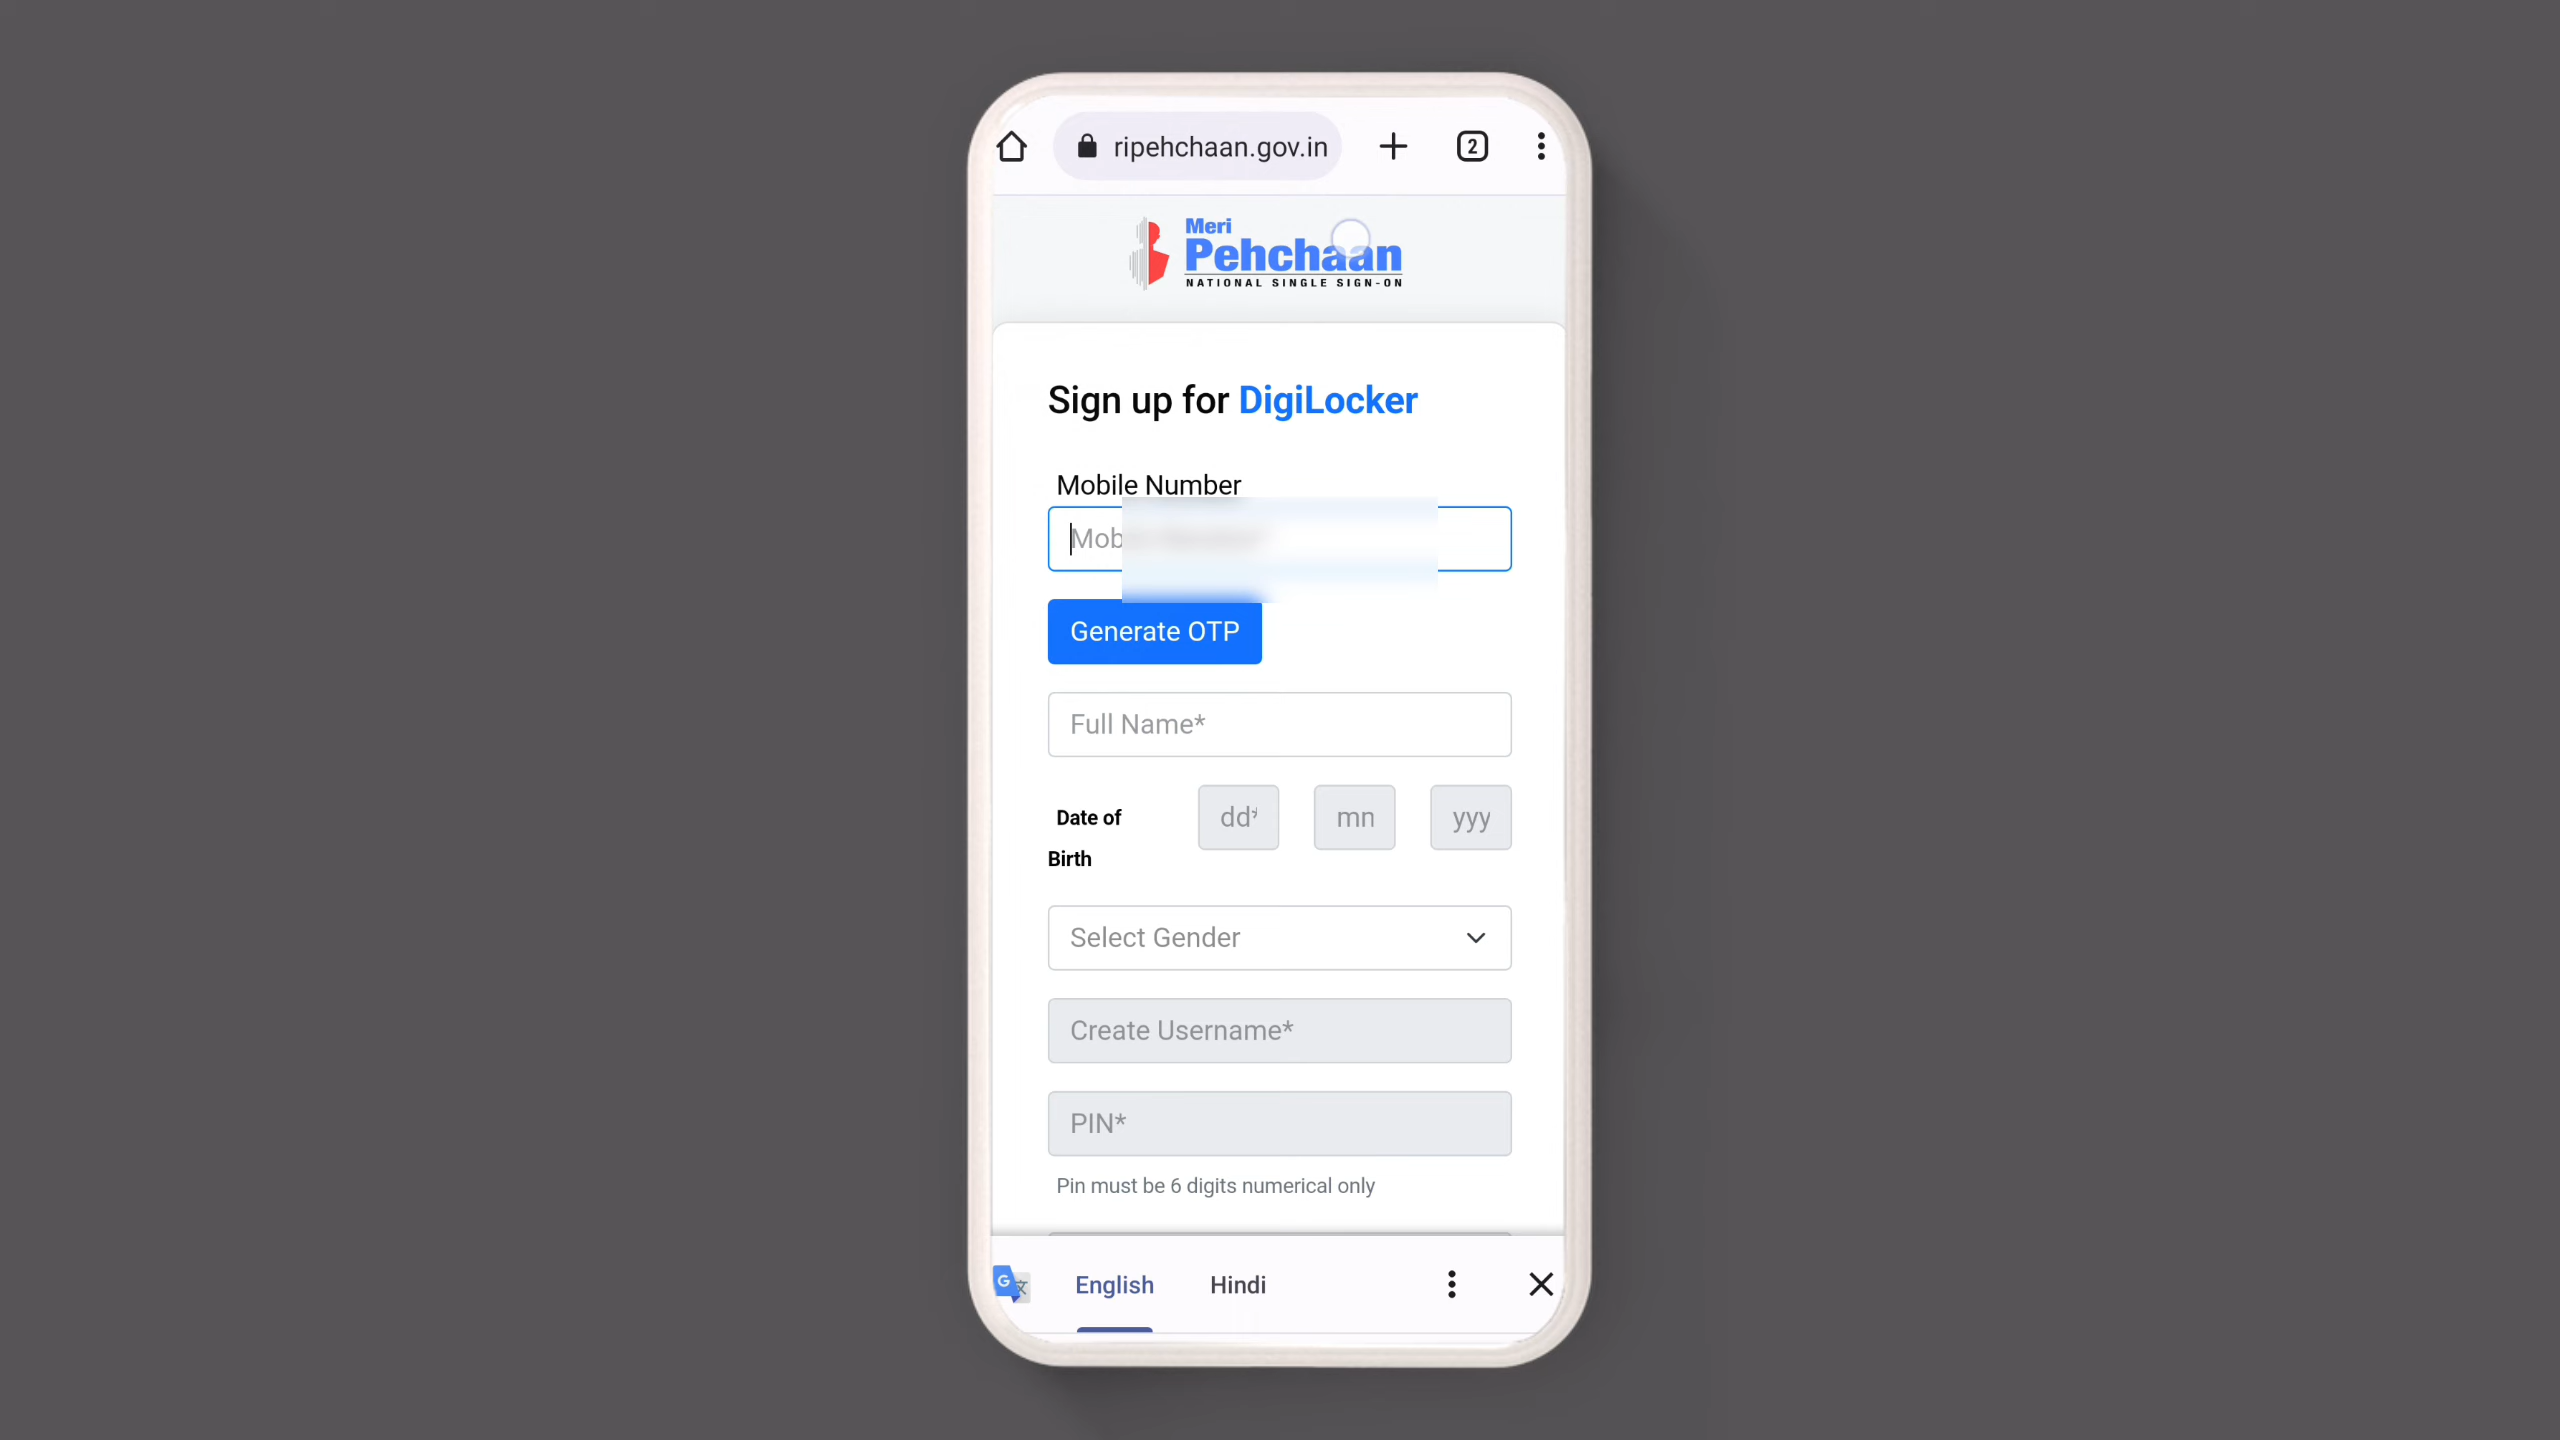 ripehchaan.gov.in
2
Meri
Pehchaan
NATIONAL SINGLE SIGN-ON
Sign up for DigiLocker
Mobile Number
Mob
Generate OTP
Full Name*
Date of
Birth
dd*
mn
yyy
Select Gender
Create Username*
PIN*
Pin must be 6 digits numerical only
English
Hindi